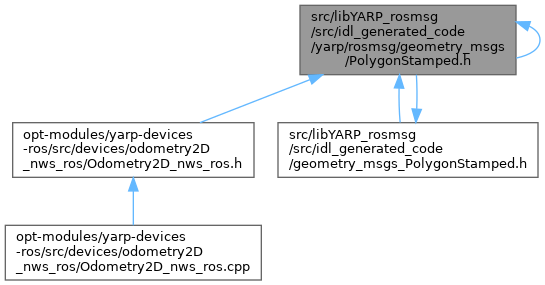 src/libYARP_rosmsg
/src/idl_generated_code
/yarp/rosmsg/geometry_msgs
/PolygonStamped.h
opt-modules/yarp-devices
-ros/src/devices/odometry2D
_nws_ros/Odometry2D_nws_ros.h
src/libYARP_rosmsg
/src/idl_generated_code
/geometry_msgs_PolygonStamped.h
opt-modules/yarp-devices
-ros/src/devices/odometry2D
_nws_ros/Odometry2D_nws_ros.cpp